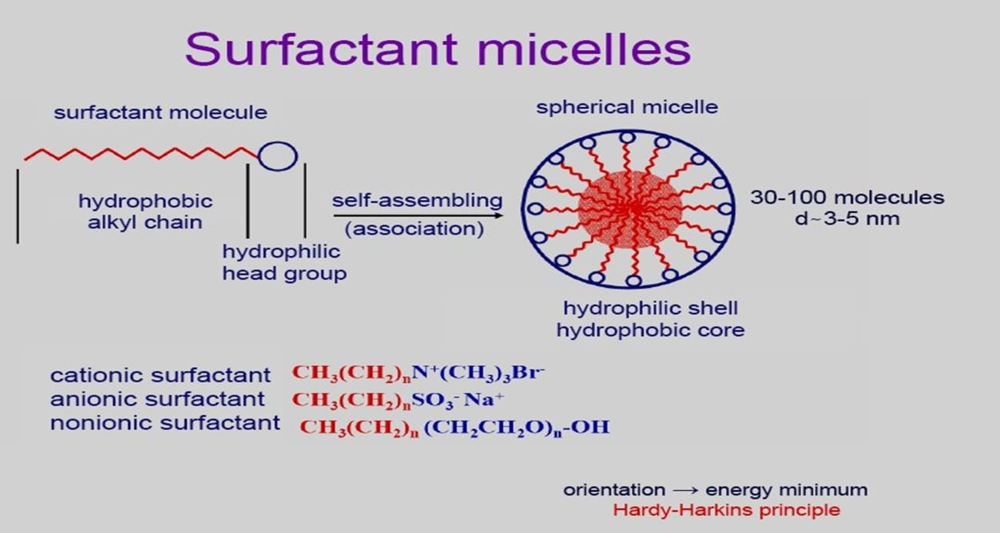 Surfactant micelles
surfactant molecule
spherical micelle
hydrophobic
alkyl chain
hydrophilic
head group
self-assembling
(association)
30-100 molecules
d~3-5 nm
hydrophilic shell
hydrophobic core
cationic surfactant CH₃(CH₂)ₙN⁺(CH₃)₃Br⁻
anionic surfactant CH₃(CH₂)ₙSO₃⁻ Na⁺
nonionic surfactant CH₃(CH₂)ₙ (CH₂CH₂O)ₙ-OH
orientation → energy minimum
Hardy-Harkins principle